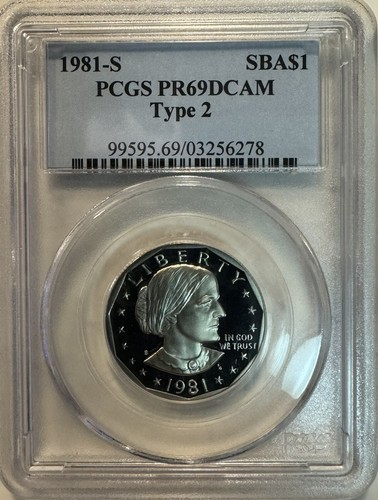 1981-S SBA$1
PCGS PR69DCAM
Type 2
99595.69/03256278
LIBERTY
IN GOD
WE TRUST
S
1981